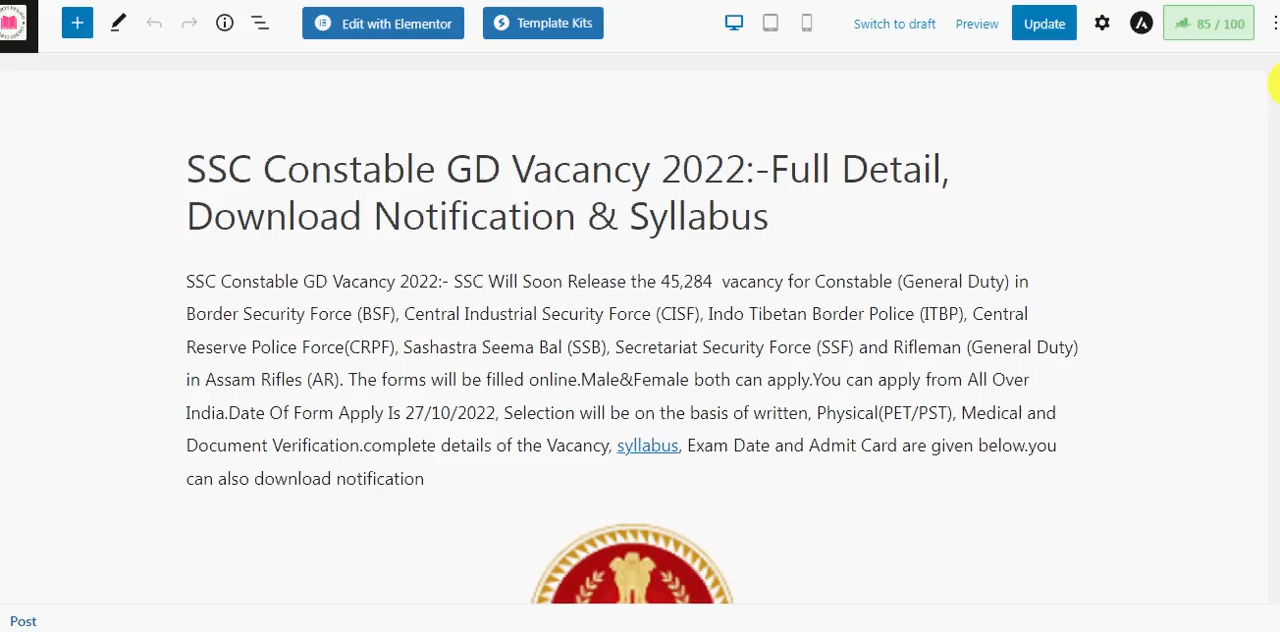 Edit with Elementor
Template Kits
Switch to draft
Preview
Update
85 / 100
SSC Constable GD Vacancy 2022:-Full Detail,
Download Notification & Syllabus
SSC Constable GD Vacancy 2022:- SSC Will Soon Release the 45,284 vacancy for Constable (General Duty) in
Border Security Force (BSF), Central Industrial Security Force (CISF), Indo Tibetan Border Police (ITBP), Central
Reserve Police Force(CRPF), Sashastra Seema Bal (SSB), Secretariat Security Force (SSF) and Rifleman (General Duty)
in Assam Rifles (AR). The forms will be filled online.Male&Female both can apply.You can apply from All Over
India.Date Of Form Apply Is 27/10/2022, Selection will be on the basis of written, Physical(PET/PST), Medical and
Document Verification.complete details of the Vacancy, syllabus, Exam Date and Admit Card are given below.you
can also download notification
Post